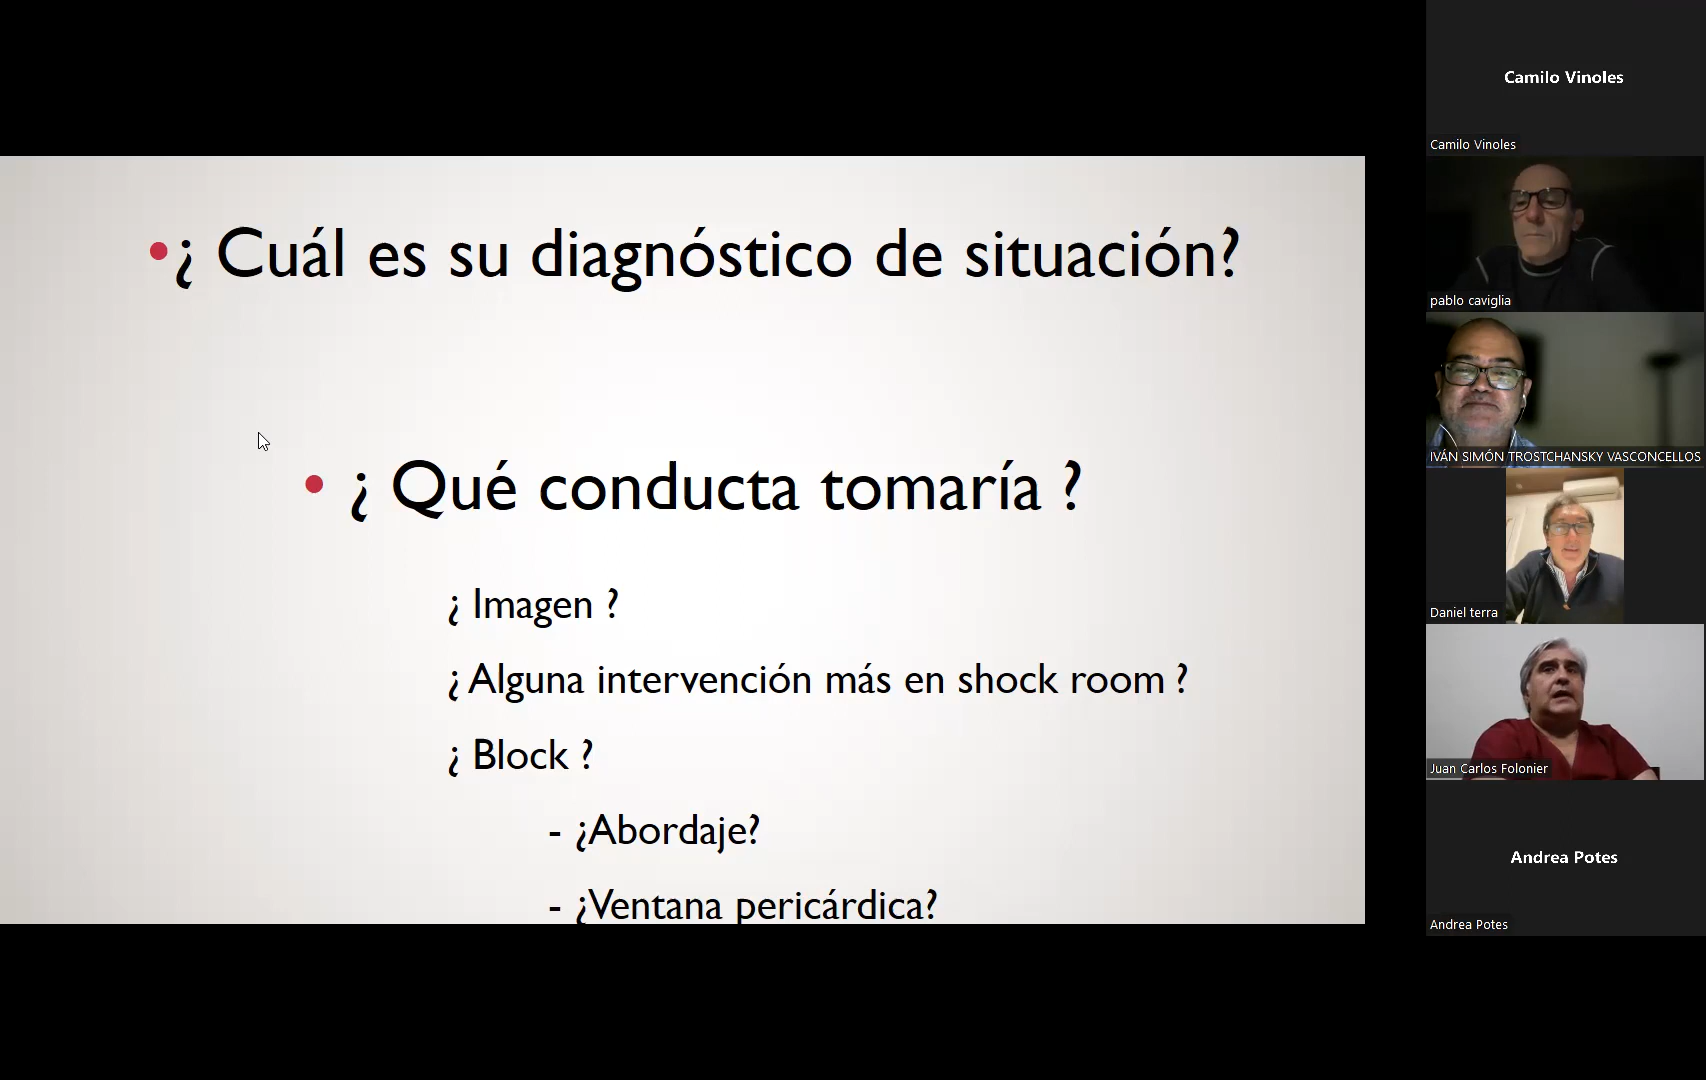 •¿ Cuál es su diagnóstico de situación?
• ¿ Qué conducta tomaría ?
¿ Imagen ?
¿ Alguna intervención más en shock room ?
¿ Block ?
- ¿Abordaje?
- ¿Ventana pericárdica?
Camilo Vinoles
Camilo Vinoles
pablo caviglia
IVÁN SIMÓN TROSTCHANSKY VASCONCELLOS
Daniel terra
Juan Carlos Folonier
Andrea Potes
Andrea Potes